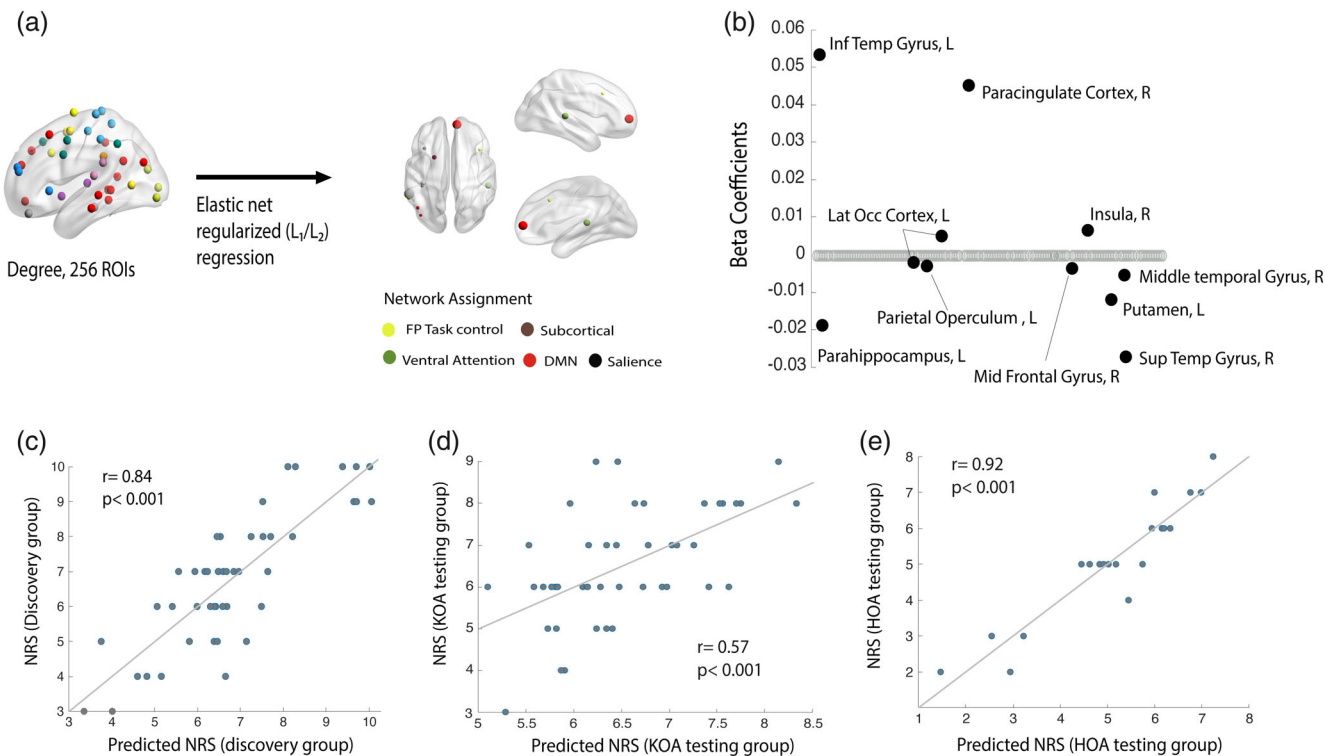 (a)
Degree, 256 ROIs
Elastic net
regularized (L₁/L₂)
regression
Network Assignment
FP Task control
Subcortical
Ventral Attention
DMN
Salience
(b)
Beta Coefficients
0.06
0.05
0.04
0.03
0.02
0.01
0
-0.01
-0.02
-0.03
Inf Temp Gyrus, L
Paracingulate Cortex, R
Lat Occ Cortex, L
Insula, R
Middle temporal Gyrus, R
Putamen, L
Parietal Operculum , L
Parahippocampus, L
Mid Frontal Gyrus, R
Sup Temp Gyrus, R
(c)
r= 0.84
p< 0.001
NRS (Discovery group)
10
9
8
7
6
5
4
3
3 4 5 6 7 8 9 10
Predicted NRS (discovery group)
(d)
NRS (KOA testing group)
9
8
7
6
5
4
3
r= 0.57
p< 0.001
5 5.5 6 6.5 7 7.5 8 8.5
Predicted NRS (KOA testing group)
(e)
r= 0.92
p< 0.001
NRS (HOA testing group)
8
7
6
5
4
3
2
1 2 3 4 5 6 7 8
Predicted NRS (HOA testing group)